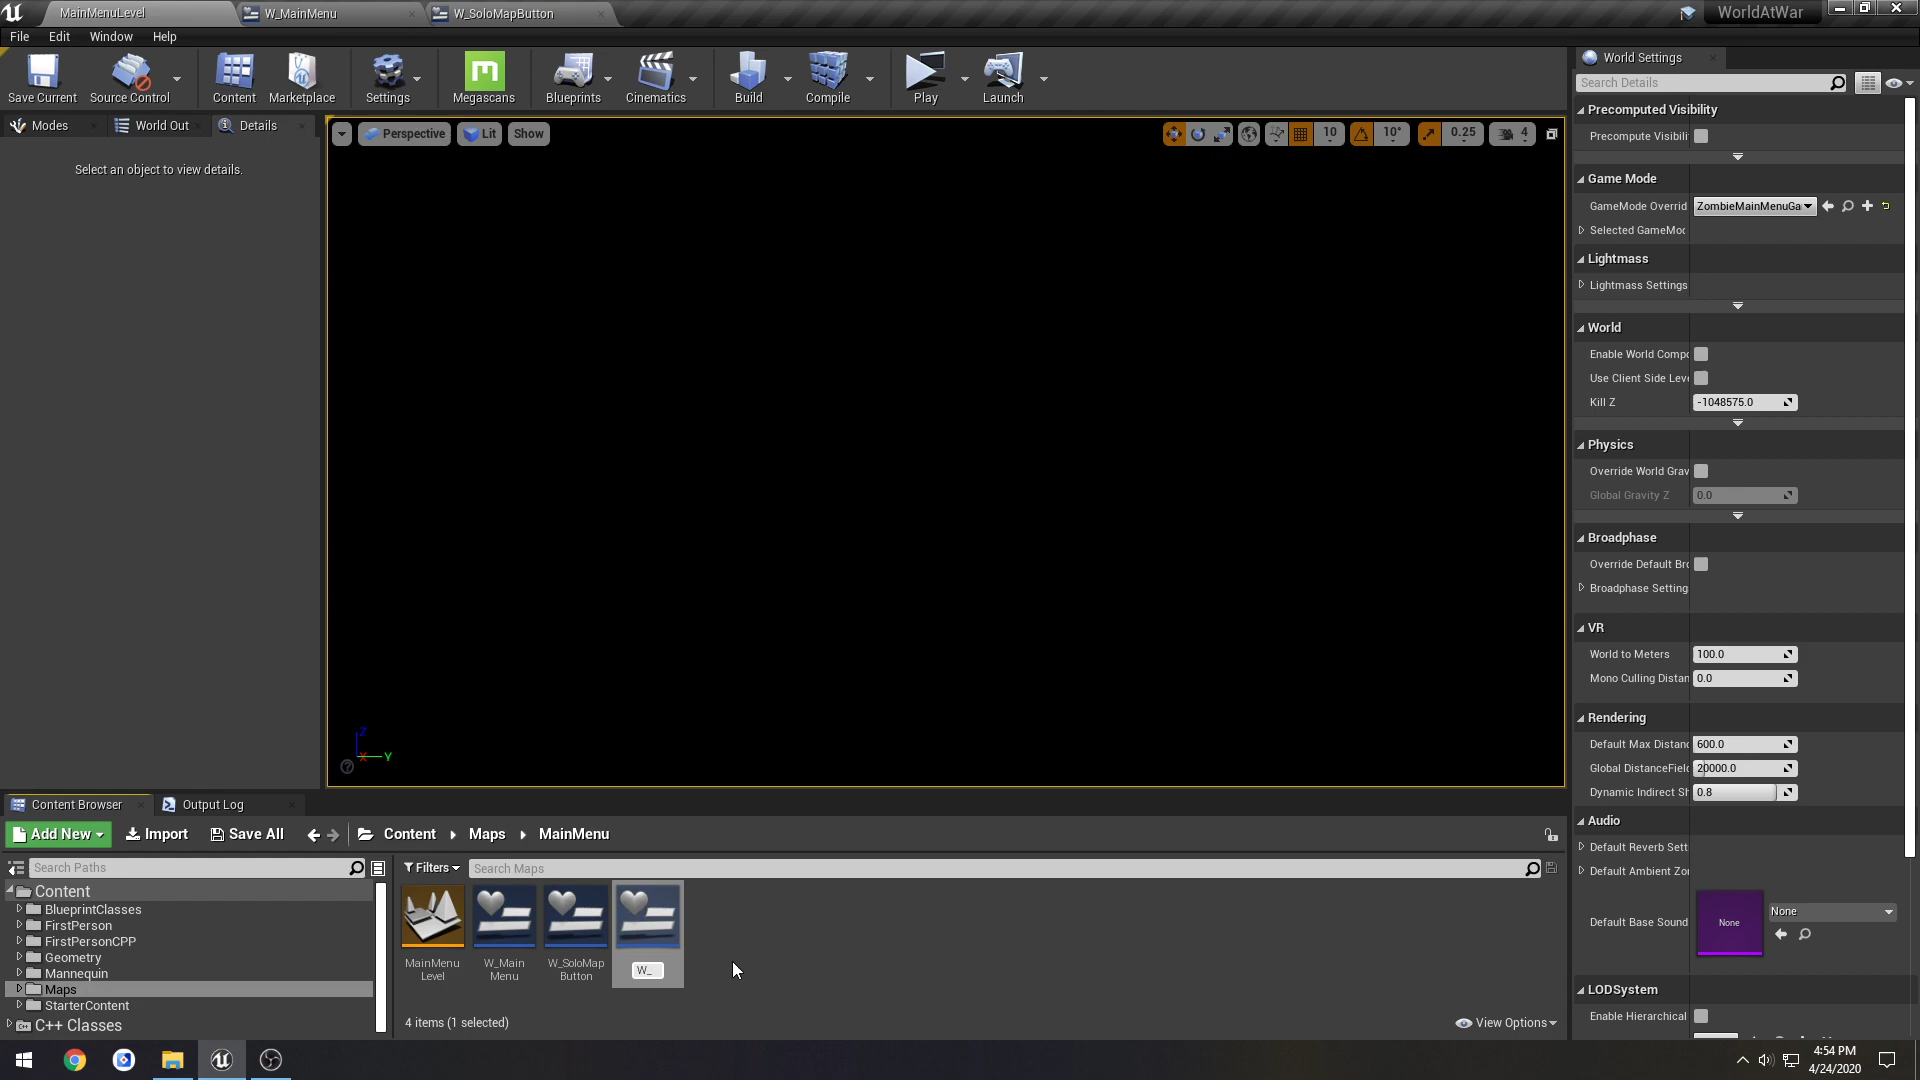 MainMenuLevel
W_MainMenu
W_SoloMapButton
WorldAtWar
File Edit Window Help
Save Current
Source Control
Content
Marketplace
Settings
Megascans
Blueprints
Cinematics
Build
Compile
Play
Launch
Modes
World Out
Details
Select an object to view details.
Perspective
Lit
Show
10
10°
0.25
4
Z
X
Y
World Settings
Search Details
Precomputed Visibility
Precompute Visibili
Game Mode
GameMode Overrid
ZombieMainMenuGa
Selected GameMoc
Lightmass
Lightmass Settings
World
Enable World Compo
Use Client Side Leve
Kill Z
-1048575.0
Physics
Override World Grav
Global Gravity Z
0.0
Broadphase
Override Default Bro
Broadphase Setting
VR
World to Meters
100.0
Mono Culling Distan
0.0
Rendering
Default Max Distanc
600.0
Global DistanceField
20000.0
Dynamic Indirect Sh
0.8
Audio
Default Reverb Sett
Default Ambient Zo
Default Base Sound
None
None
LODSystem
Enable Hierarchical
Content Browser
Output Log
Add New
Import
Save All
Content
Maps
MainMenu
Search Paths
Filters
Search Maps
Content
BlueprintClasses
FirstPerson
FirstPersonCPP
Geometry
Mannequin
Maps
StarterContent
C++ Classes
MainMenu
Level
W_Main
Menu
W_SoloMap
Button
W_
4 items (1 selected)
View Options
4:54 PM
4/24/2020